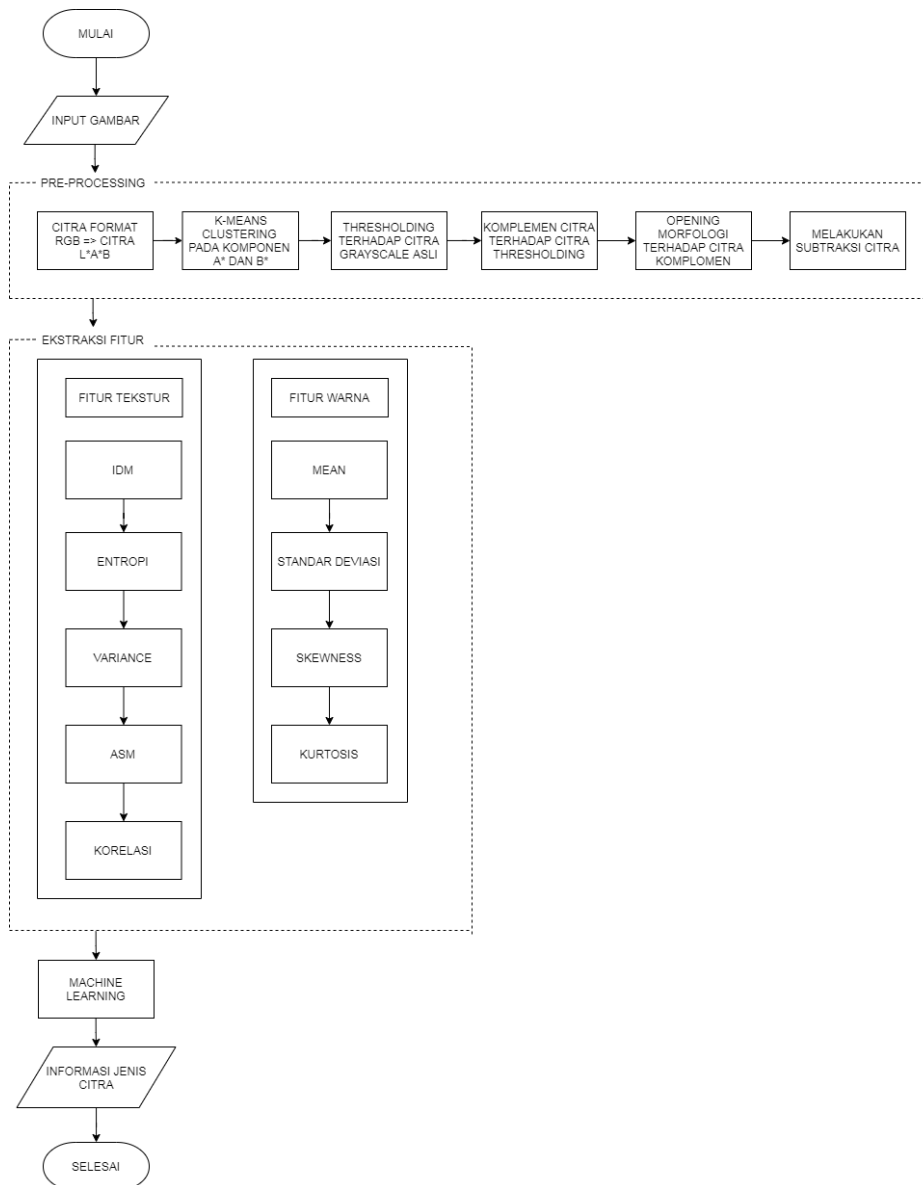 MULAI
INPUT GAMBAR
PRE-PROCESSING
CITRA FORMAT
RGB => CITRA
L*A*B
K-MEANS
CLUSTERING
PADA KOMPONEN
A* DAN B*
THRESHOLDING
TERHADAP CITRA
GRAYSCALE ASLI
KOMPLEMEN CITRA
TERHADAP CITRA
THRESHOLDING
OPENING
MORFOLOGI
TERHADAP CITRA
KOMPLOMEN
MELAKUKAN
SUBTRAKSI CITRA
EKSTRAKSI FITUR
FITUR TEKSTUR
IDM
ENTROPI
VARIANCE
ASM
KORELASI
FITUR WARNA
MEAN
STANDAR DEVIASI
SKEWNESS
KURTOSIS
MACHINE
LEARNING
INFORMASI JENIS
CITRA
SELESAI